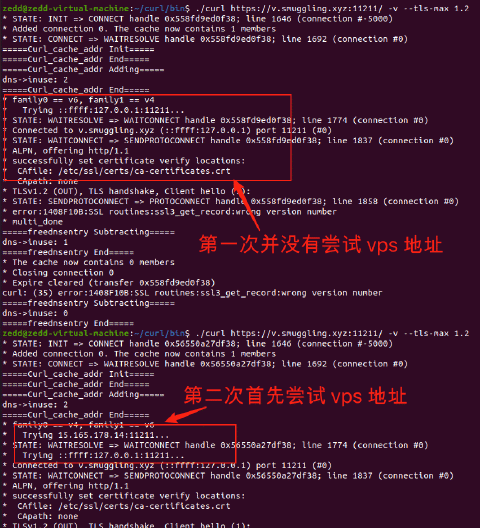 zedd@zedd-virtual-machine:~/curl/bin$ ./curl https://v.smuggling.xyz:11211/ -v --tls-max 1.2
* STATE: INIT => CONNECT handle 0x558fd9ed0f38; line 1646 (connection #-5000)
* Added connection 0. The cache now contains 1 members
* STATE: CONNECT => WAITRESOLVE handle 0x558fd9ed0f38; line 1692 (connection #0)
=====Curl_cache_addr Init=====
=====Curl_cache_addr End=====
=====Curl_cache_addr Adding=====
dns->inuse: 2
=====Curl_cache_addr End=====
* family0 == v6, family1 == v4
*   Trying ::ffff:127.0.0.1:11211...
* STATE: WAITRESOLVE => WAITCONNECT handle 0x558fd9ed0f38; line 1774 (connection #0)
* Connected to v.smuggling.xyz (::ffff:127.0.0.1) port 11211 (#0)
* STATE: WAITCONNECT => SENDPROTOCONNECT handle 0x558fd9ed0f38; line 1837 (connection #0)
* ALPN, offering http/1.1
* successfully set certificate verify locations:
*  CAfile: /etc/ssl/certs/ca-certificates.crt
*  CApath: none
* TLSv1.2 (OUT), TLS handshake, Client hello (1):
* STATE: SENDPROTOCONNECT => PROTOCONNECT handle 0x558fd9ed0f38; line 1858 (connection #0)
* error:1408F10B:SSL routines:ssl3_get_record:wrong version number
* multi_done
=====freednsentry Subtracting=====
dns->inuse: 1
=====freednsentry End=====
* The cache now contains 0 members
* Closing connection 0
* Expire cleared (transfer 0x558fd9ed0f38)
curl: (35) error:1408F10B:SSL routines:ssl3_get_record:wrong version number
=====freednsentry Subtracting=====
dns->inuse: 0
=====freednsentry End=====
第一次并没有尝试 vps 地址
zedd@zedd-virtual-machine:~/curl/bin$ ./curl https://v.smuggling.xyz:11211/ -v --tls-max 1.2
* STATE: INIT => CONNECT handle 0x56550a27df38; line 1646 (connection #-5000)
* Added connection 0. The cache now contains 1 members
* STATE: CONNECT => WAITRESOLVE handle 0x56550a27df38; line 1692 (connection #0)
=====Curl_cache_addr Init=====
=====Curl_cache_addr End=====
=====Curl_cache_addr Adding=====
dns->inuse: 2
=====Curl_cache_addr End=====
第二次首先尝试 vps 地址
* family0 == v4, family1 == v6
*   Trying 15.165.178.14:11211...
* STATE: WAITRESOLVE => WAITCONNECT handle 0x56550a27df38; line 1774 (connection #0)
*   Trying ::ffff:127.0.0.1:11211...
* Connected to v.smuggling.xyz (::ffff:127.0.0.1) port 11211 (#0)
* STATE: WAITCONNECT => SENDPROTOCONNECT handle 0x56550a27df38; line 1837 (connection #0)
* ALPN, offering http/1.1
* successfully set certificate verify locations:
*  CAfile: /etc/ssl/certs/ca-certificates.crt
*  CApath: none
* TLSv1.2 (OUT), TLS handshake, Client hello (1):